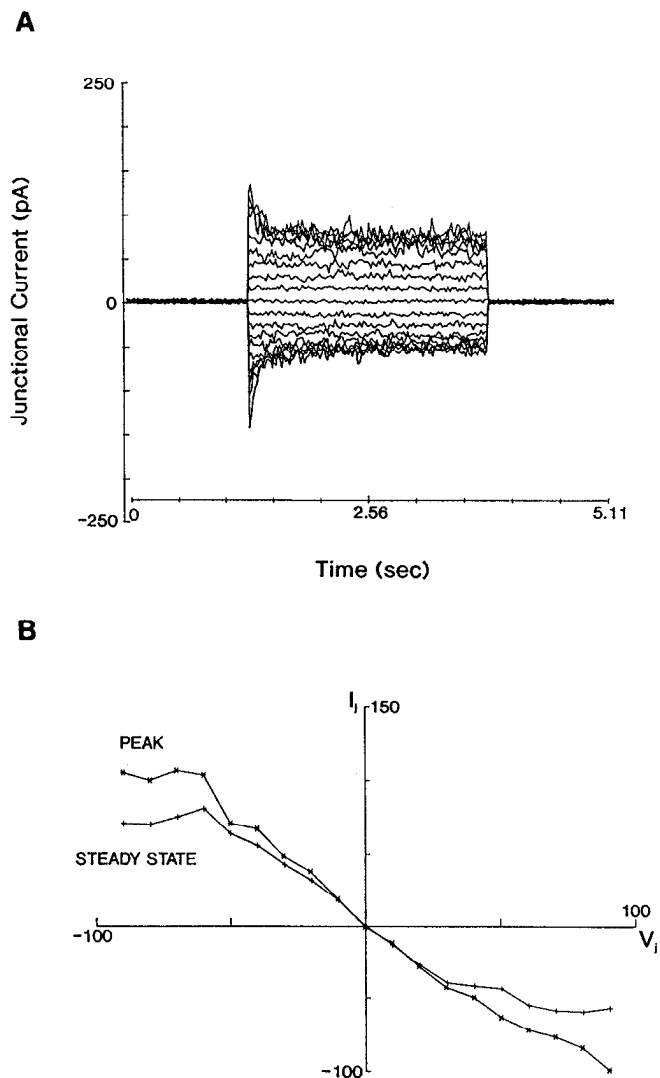 A
250
Junctional Current (pA)
0
-250
0
2.56
5.11
Time (sec)
B
Ij
150
PEAK
STEADY STATE
100
-100
Vj
-100